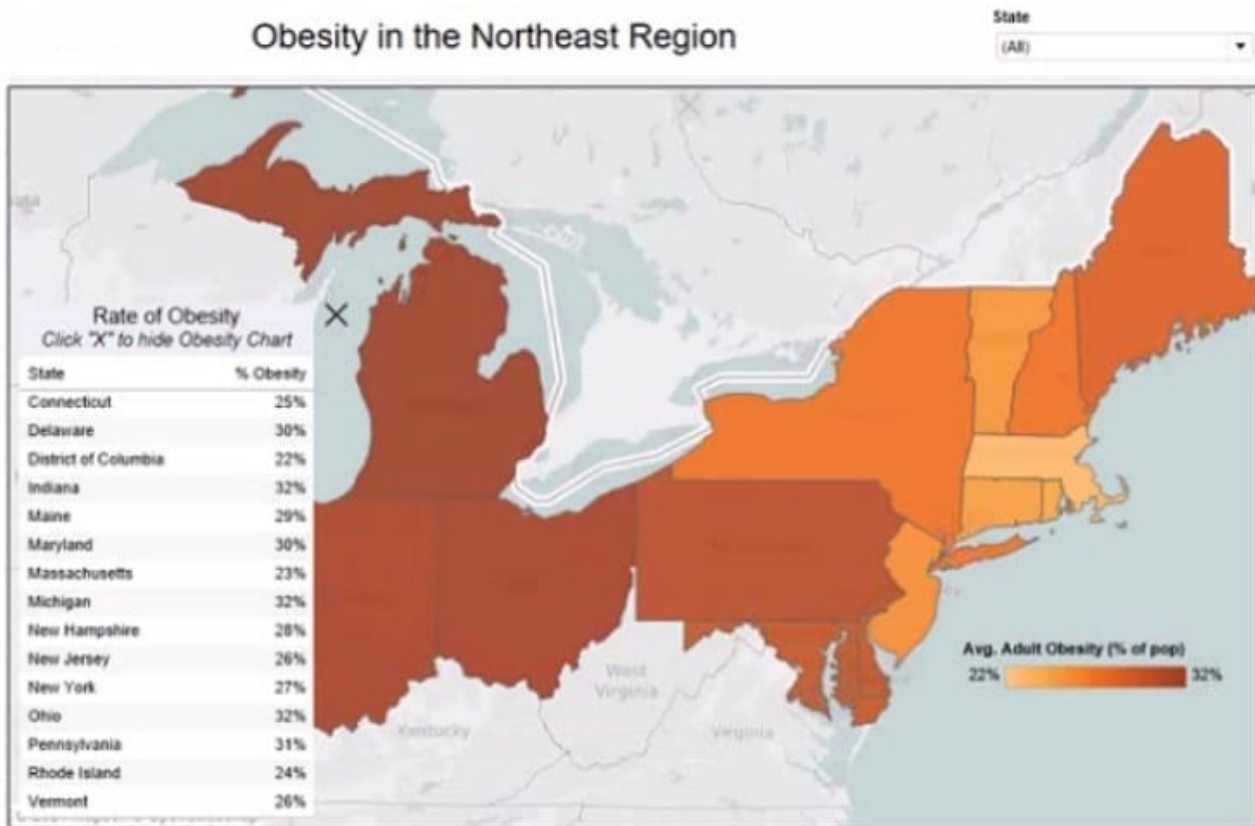 Obesity in the Northeast Region
State
(All)
Rate of Obesity
Click "X" to hide Obesity Chart
State % Obesity
Connecticut 25%
Delaware 30%
District of Columbia 22%
Indiana 32%
Maine 29%
Maryland 30%
Massachusetts 23%
Michigan 32%
New Hampshire 28%
New Jersey 26%
New York 27%
Ohio 32%
Pennsylvania 31%
Rhode Island 24%
Vermont 26%
West
Virginia
Kentucky
Virginia
Avg. Adult Obesity (% of pop)
22% 32%